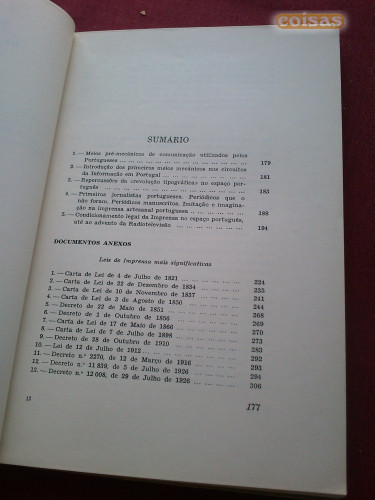 coisas
SUMÁRIO
1. — Meios pré-mecânicos de comunicação utilizados pelos
Portugueses ... 179
2. — Introdução dos primeiros meios mecânicos nos circuitos
da Informação em Portugal ... 181
3. — Repercussões da «revolução tipográfica» no espaço por-
tuguês ... 183
4. — Primeiros jornalistas portugueses. Periódicos que o
não foram. Periódicos manuscritos. Imitação e imagina-
ção na Imprensa artesanal portuguesa ... 188
5. — Condicionamento legal da Imprensa no espaço português,
até ao advento da Radiotelevisão ... 194
DOCUMENTOS ANEXOS
Leis de Imprensa mais significativas
1. — Carta de Lei de 4 de Julho de 1821 ... 224
2. — Carta de Lei de 22 de Dezembro de 1834 ... 235
3. — Carta de Lei de 10 de Novembro de 1837 ... 241
4. — Carta de Lei de 3 de Agosto de 1850 ... 244
5. — Decreto de 22 de Maio de 1851 ... 268
6. — Decreto de 1 de Outubro de 1856 ... 269
7. — Carta de Lei de 17 de Maio de 1866 ... 270
8. — Carta de Lei de 7 de Julho de 1898 ... 273
9. — Decreto de 28 de Outubro de 1910 ... 283
10. — Lei de 12 de Julho de 1912 ... 292
11. — Decreto n.º 2270, de 12 de Março de 1916 ... 293
12. — Decreto n.º 11 839, de 5 de Julho de 1926 ... 294
13. — Decreto n.º 12 008, de 29 de Julho de 1926 ... 306
12
177